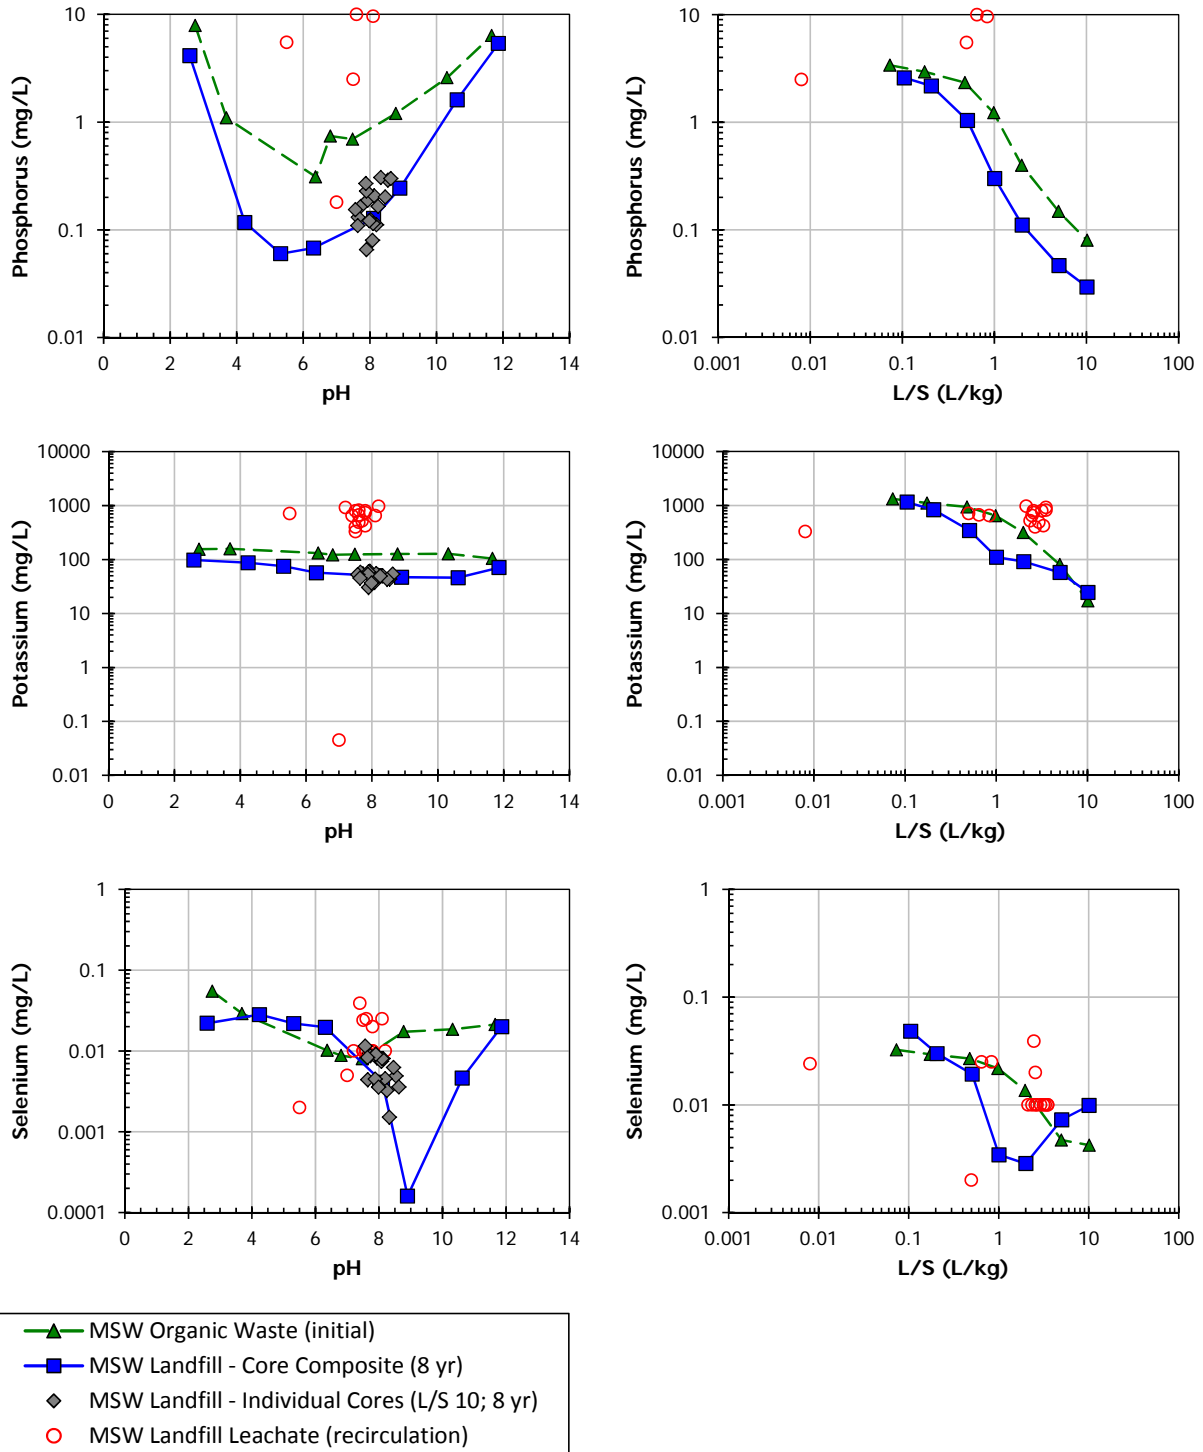 10
1
0.1
0.01
Phosphorus (mg/L)
0 2 4 6 8 10 12 14
pH
10
1
0.1
0.01
Phosphorus (mg/L)
0.001 0.01 0.1 1 10 100
L/S (L/kg)
10000
1000
100
10
1
0.1
0.01
Potassium (mg/L)
0 2 4 6 8 10 12 14
pH
10000
1000
100
10
1
0.1
0.01
Potassium (mg/L)
0.001 0.01 0.1 1 10 100
L/S (L/kg)
1
0.1
0.01
0.001
0.0001
Selenium (mg/L)
0 2 4 6 8 10 12 14
pH
1
0.1
0.01
0.001
Selenium (mg/L)
0.001 0.01 0.1 1 10 100
L/S (L/kg)
MSW Organic Waste (initial)
MSW Landfill - Core Composite (8 yr)
MSW Landfill - Individual Cores (L/S 10; 8 yr)
MSW Landfill Leachate (recirculation)